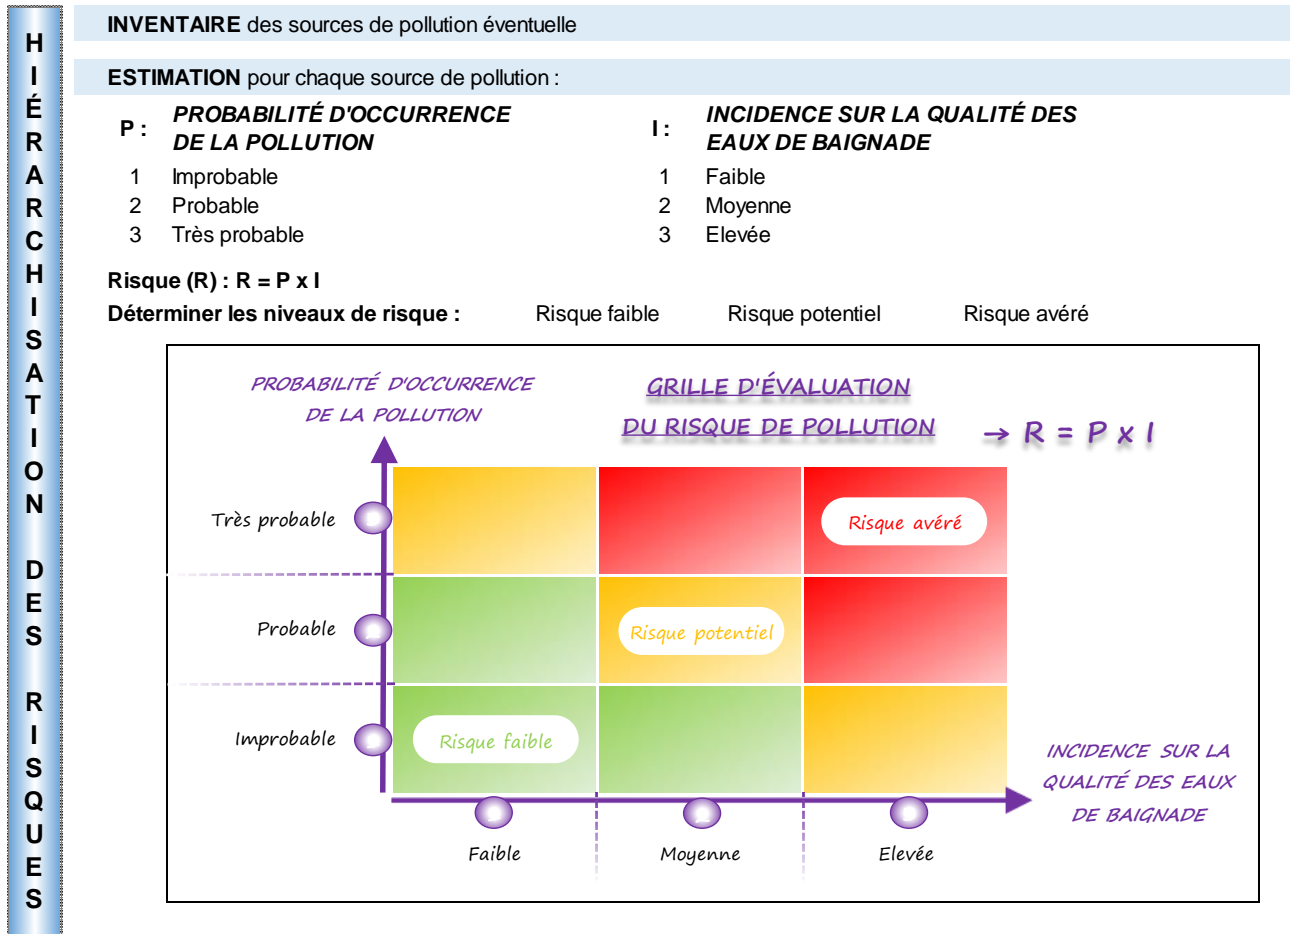 HIÉRARCHISATION DES RISQUES
INVENTAIRE des sources de pollution éventuelle
ESTIMATION pour chaque source de pollution :
P : PROBABILITÉ D'OCCURRENCE
DE LA POLLUTION
1 Improbable
2 Probable
3 Très probable
I : INCIDENCE SUR LA QUALITÉ DES
EAUX DE BAIGNADE
1 Faible
2 Moyenne
3 Elevée
Risque (R) : R = P x I
Déterminer les niveaux de risque : Risque faible Risque potentiel Risque avéré
PROBABILITÉ D'OCCURRENCE
DE LA POLLUTION
GRILLE D'ÉVALUATION
DU RISQUE DE POLLUTION → R = P x I
Très probable
Risque avéré
Probable
Risque potentiel
Improbable
Risque faible
INCIDENCE SUR LA
QUALITÉ DES EAUX
DE BAIGNADE
Faible
Moyenne
Elevée